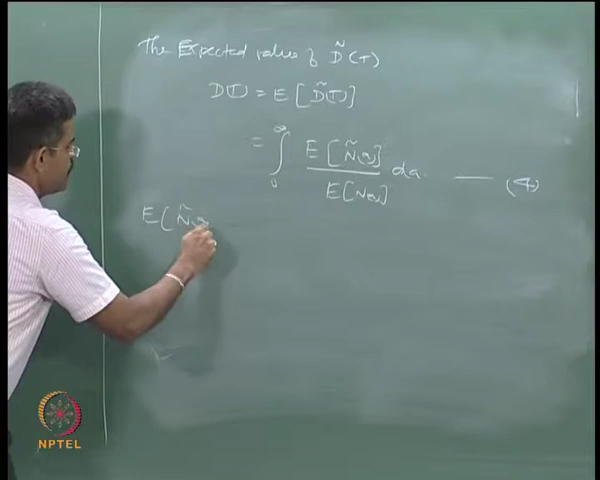 The Expected value of D̃(T)
D(T) = E[D̃(T)]
= ∫₀^∞ E[Ñ(a)] / E[N(a)] da — (4)
E[Ñ(a
NPTEL